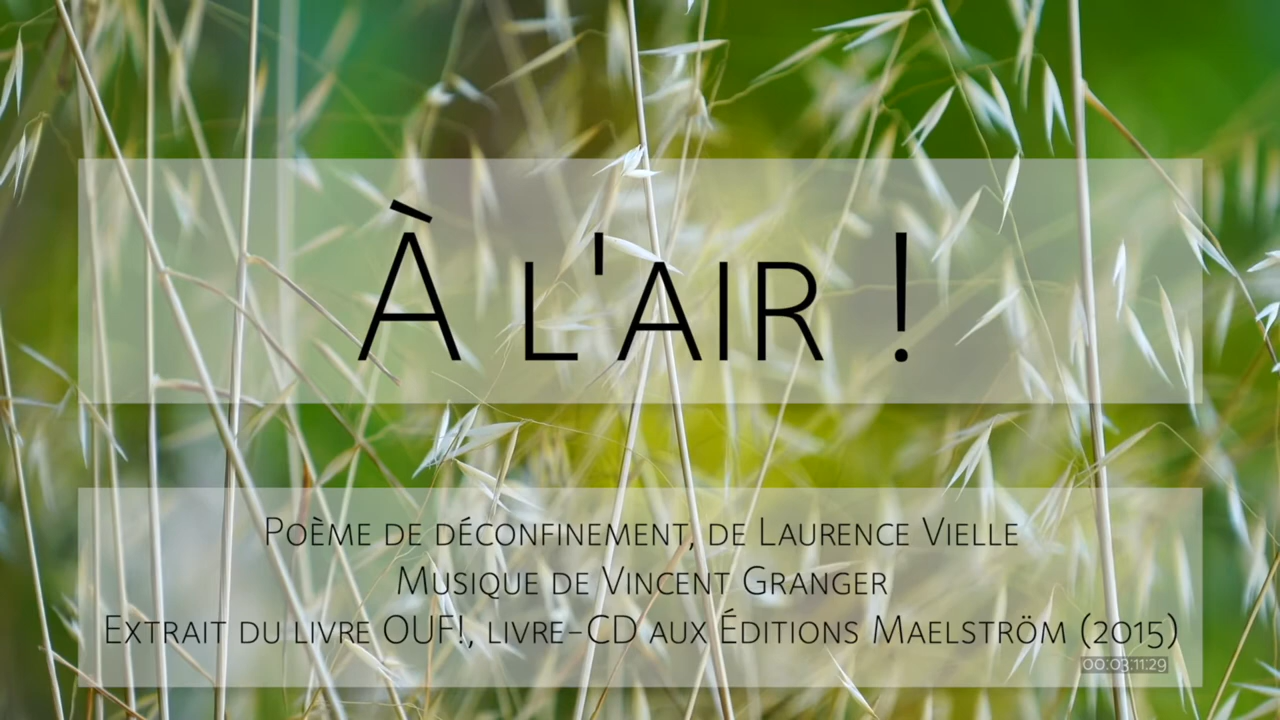 À l'air !
Poème de déconfinement, de Laurence Vielle
Musique de Vincent Granger
Extrait du livre OUF!, livre-CD aux Éditions Maelström (2015)
00:03:11:29